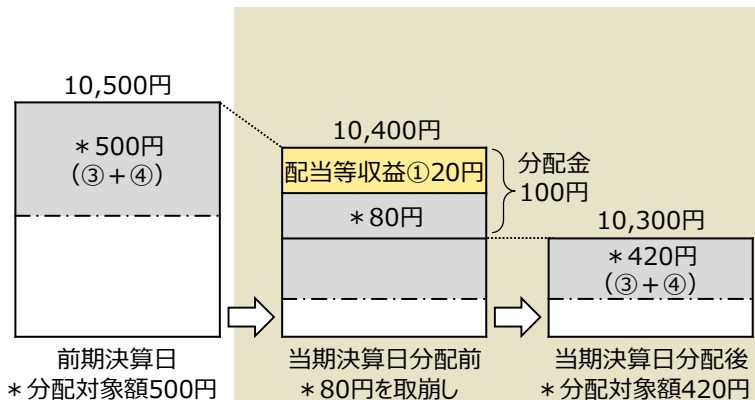 10,500円
＊500円
（③＋④）
前期決算日
＊分配対象額500円
10,400円
配当等収益①20円
＊80円
分配金
100円
当期決算日分配前
＊80円を取崩し
10,300円
＊420円
（③＋④）
当期決算日分配後
＊分配対象額420円